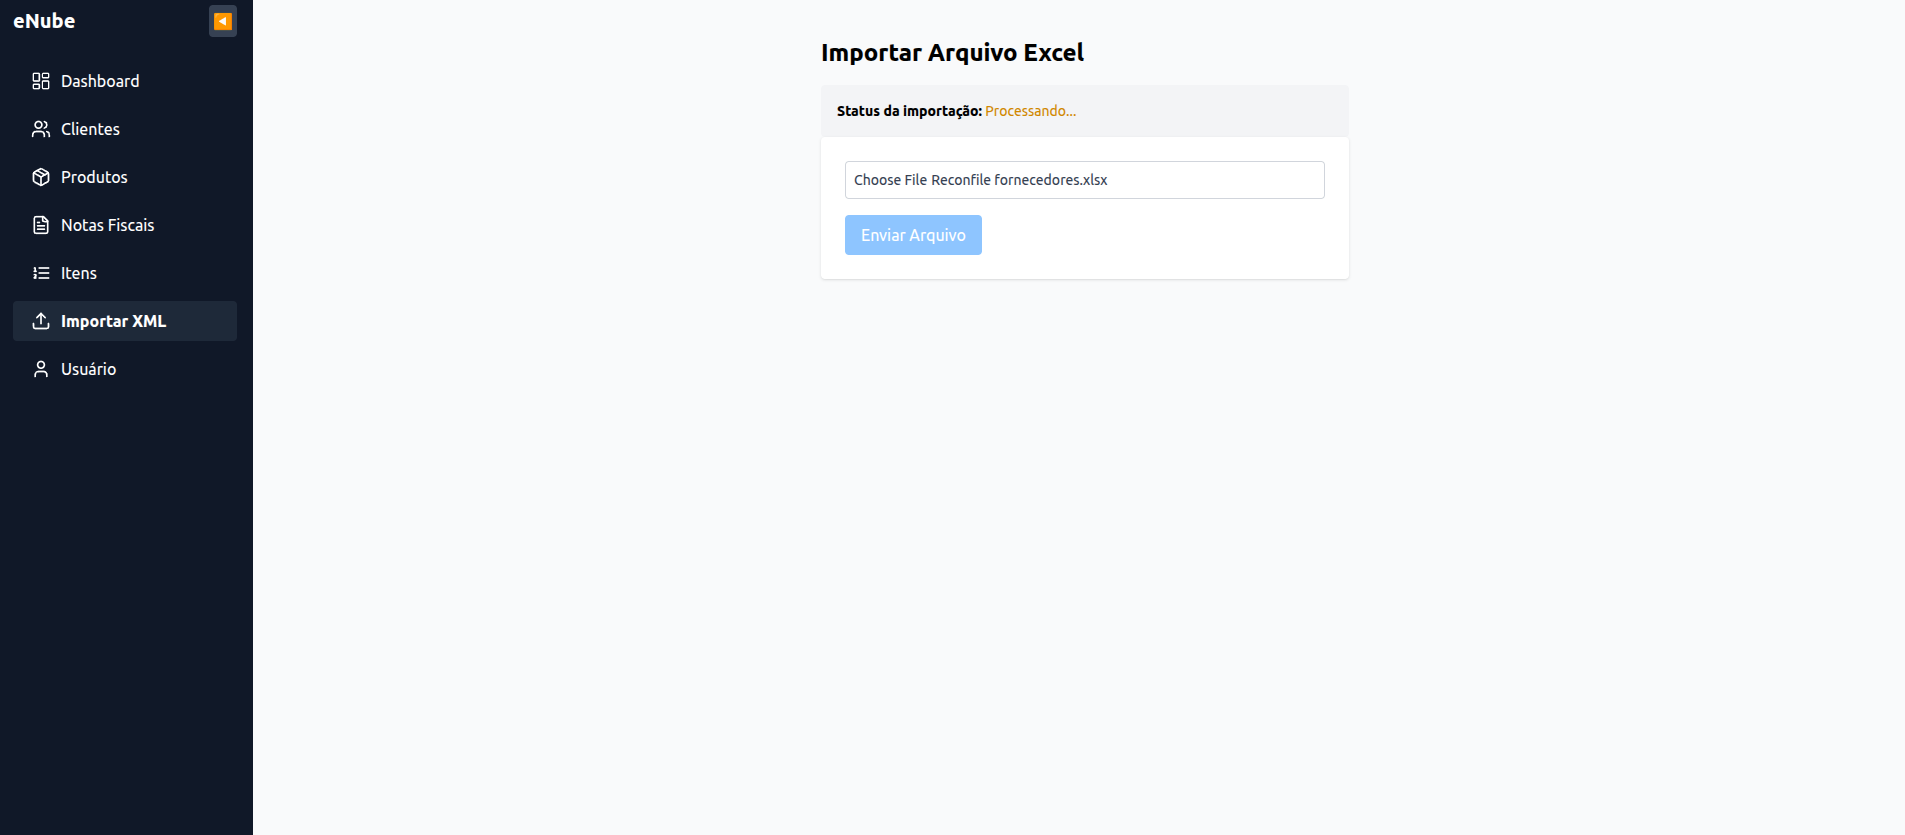 eNube
Dashboard
Clientes
Produtos
Notas Fiscais
Itens
Importar XML
Usuário
Importar Arquivo Excel
Status da importação: Processando...
Choose File Reconfile fornecedores.xlsx
Enviar Arquivo